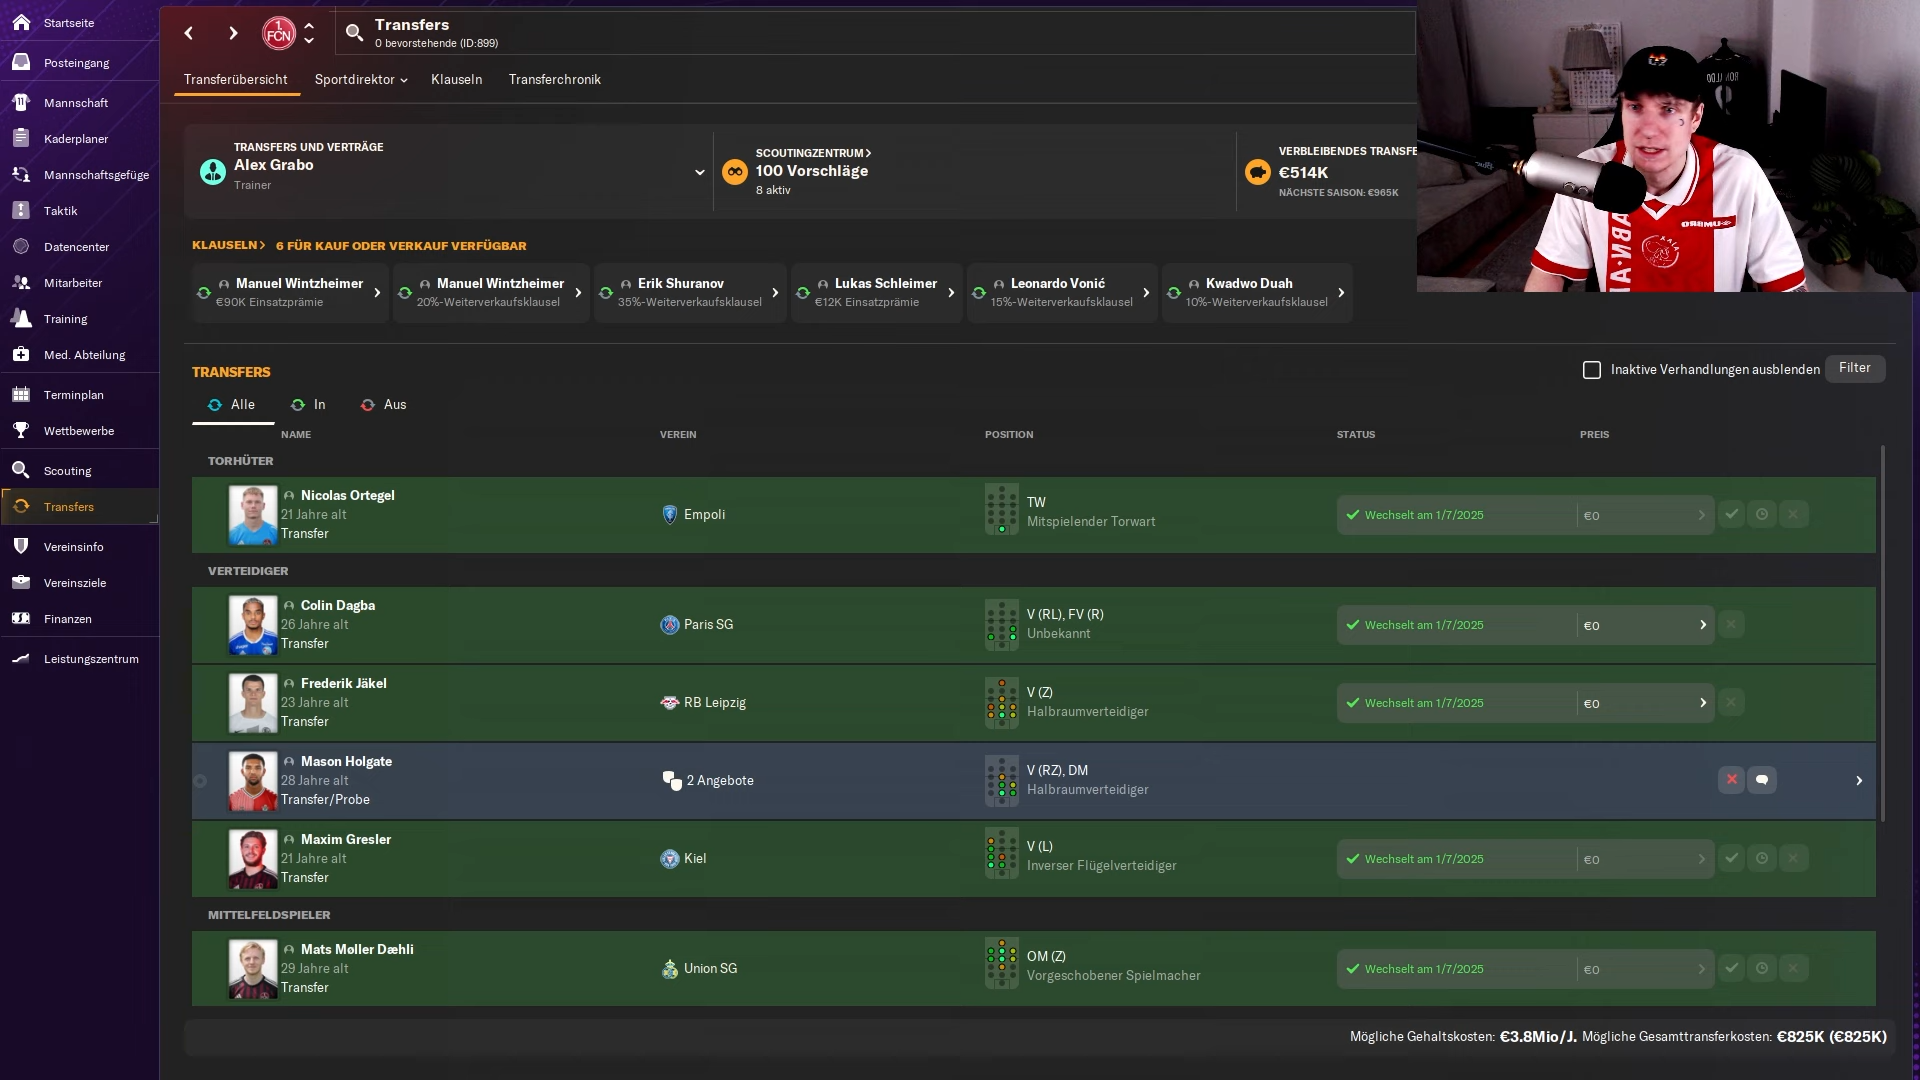 Startseite
Posteingang
Mannschaft
Kaderplaner
Mannschaftsgefüge
Taktik
Datencenter
Mitarbeiter
Training
Med. Abteilung
Terminplan
Wettbewerbe
Scouting
Transfers
Vereinsinfo
Vereinsziele
Finanzen
Leistungszentrum
1. FCN
Transfers
0 bevorstehende (ID:899)
Transferübersicht Sportdirektor Klauseln Transferchronik
TRANSFERS UND VERTRÄGE
Alex Grabo
Trainer
SCOUTINGZENTRUM
100 Vorschläge
8 aktiv
VERBLEIBENDES TRANSFE
€514K
NÄCHSTE SAISON: €965K
KLAUSELN 6 FÜR KAUF ODER VERKAUF VERFÜGBAR
Manuel Wintzheimer
€90K Einsatzprämie
Manuel Wintzheimer
20%-Weiterverkaufsklausel
Erik Shuranov
35%-Weiterverkaufsklausel
Lukas Schleimer
€12K Einsatzprämie
Leonardo Vonić
15%-Weiterverkaufsklausel
Kwadwo Duah
10%-Weiterverkaufsklausel
TRANSFERS
Inaktive Verhandlungen ausblenden Filter
Alle In Aus
NAME VEREIN POSITION STATUS PREIS
TORHÜTER
Nicolas Ortegel
21 Jahre alt
Transfer
Empoli
TW
Mitspielender Torwart
Wechselt am 1/7/2025 €0
VERTEIDIGER
Colin Dagba
26 Jahre alt
Transfer
Paris SG
V (RL), FV (R)
Unbekannt
Wechselt am 1/7/2025 €0
Frederik Jäkel
23 Jahre alt
Transfer
RB Leipzig
V (Z)
Halbraumverteidiger
Wechselt am 1/7/2025 €0
Mason Holgate
28 Jahre alt
Transfer/Probe
2 Angebote
V (RZ), DM
Halbraumverteidiger
Maxim Gresler
21 Jahre alt
Transfer
Kiel
V (L)
Inverser Flügelverteidiger
Wechselt am 1/7/2025 €0
MITTELFELDSPIELER
Mats Møller Dæhli
29 Jahre alt
Transfer
Union SG
OM (Z)
Vorgeschobener Spielmacher
Wechselt am 1/7/2025 €0
Mögliche Gehaltskosten: €3.8Mio/J. Mögliche Gesamttransferkosten: €825K (€825K)